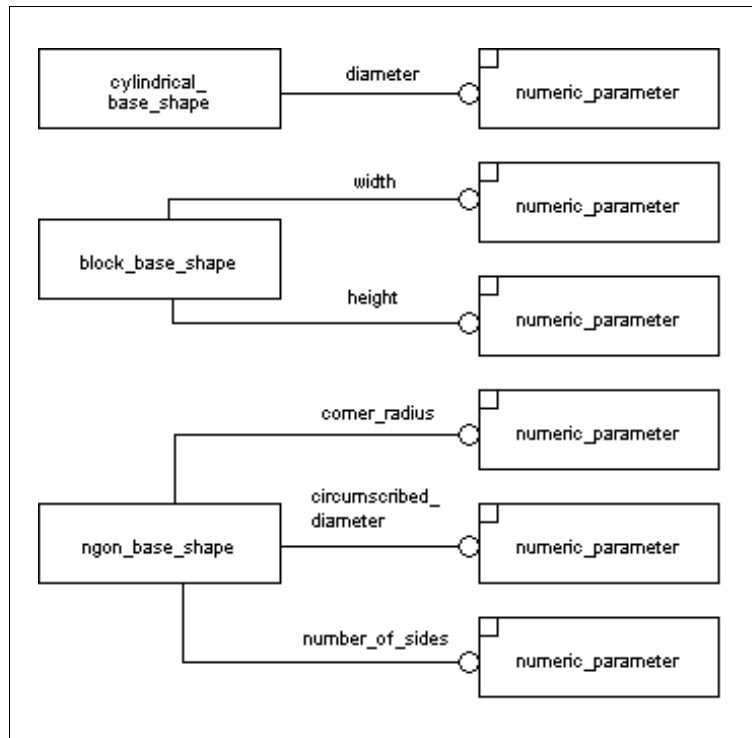 cylindrical_
base_shape
diameter
numeric_parameter
width
numeric_parameter
block_base_shape
height
numeric_parameter
corner_radius
numeric_parameter
circumscribed_
diameter
ngon_base_shape
numeric_parameter
number_of_sides
numeric_parameter